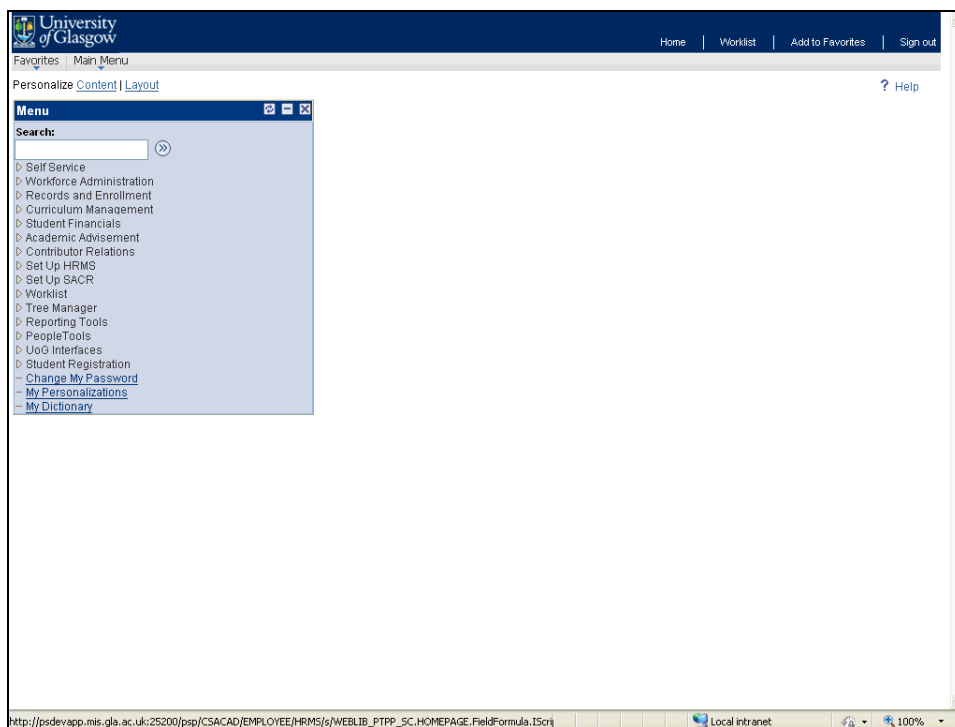 University
of Glasgow
Home | Worklist | Add to Favorites | Sign out
Favorites Main Menu
Personalize Content | Layout
? Help
Menu
Search:
Self Service
Workforce Administration
Records and Enrollment
Curriculum Management
Student Financials
Academic Advisement
Contributor Relations
Set Up HRMS
Set Up SACR
Worklist
Tree Manager
Reporting Tools
PeopleTools
UoG Interfaces
Student Registration
Change My Password
My Personalizations
My Dictionary
http://psdevapp.mis.gla.ac.uk:25200/psp/CSACAD/EMPLOYEE/HRMS/s/WEBLIB_PTPP_SC.HOMEPAGE.FieldFormula.IScri Local intranet 100%